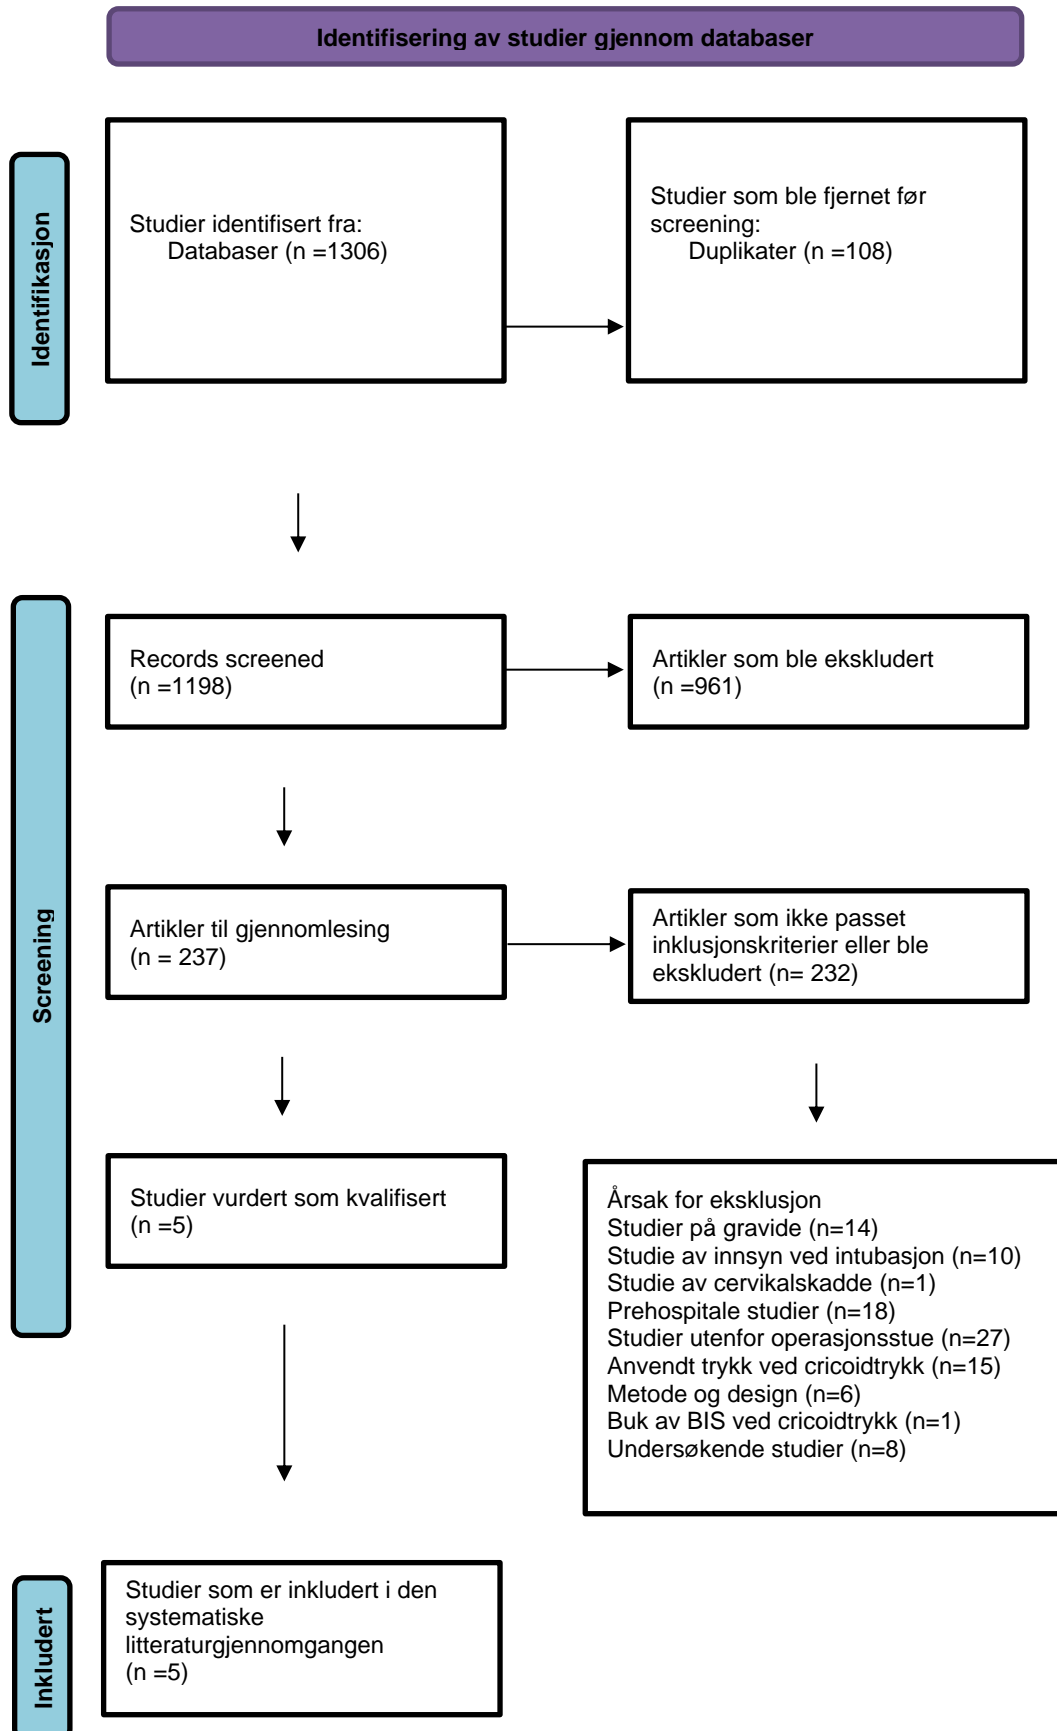 Identifisering av studier gjennom databaser
Identifikasjon
Studier identifisert fra:
Databaser (n =1306)
Studier som ble fjernet før
screening:
Duplikater (n =108)
Screening
Records screened
(n =1198)
Artikler som ble ekskludert
(n =961)
Artikler til gjennomlesing
(n = 237)
Artikler som ikke passet
inklusjonskriterier eller ble
ekskludert (n= 232)
Studier vurdert som kvalifisert
(n =5)
Årsak for eksklusjon
Studier på gravide (n=14)
Studie av innsyn ved intubasjon (n=10)
Studie av cervikalskadde (n=1)
Prehospitale studier (n=18)
Studier utenfor operasjonsstue (n=27)
Anvendt trykk ved cricoidtrykk (n=15)
Metode og design (n=6)
Buk av BIS ved cricoidtrykk (n=1)
Undersøkende studier (n=8)
Inkludert
Studier som er inkludert i den
systematiske
litteraturgjennomgangen
(n =5)